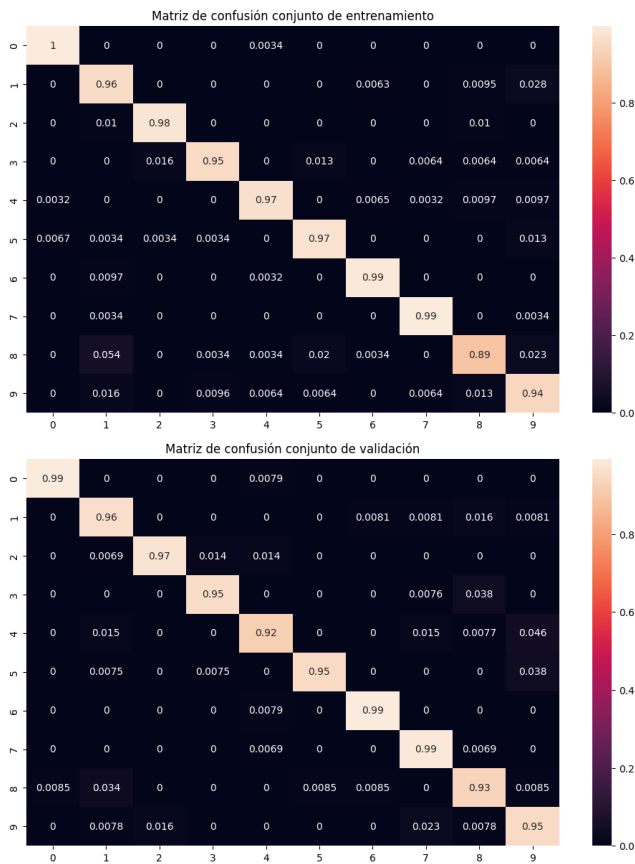 Matriz de confusión conjunto de entrenamiento
0 1 0 0 0 0.0034 0 0 0 0 0
1 0 0.96 0 0 0 0 0.0063 0 0.0095 0.028
2 0 0.01 0.98 0 0 0 0 0 0.01 0
3 0 0 0.016 0.95 0 0.013 0 0.0064 0.0064 0.0064
4 0.0032 0 0 0 0.97 0 0.0065 0.0032 0.0097 0.0097
5 0.0067 0.0034 0.0034 0.0034 0 0.97 0 0 0 0.013
6 0 0.0097 0 0 0.0032 0 0.99 0 0 0
7 0 0.0034 0 0 0 0 0 0.99 0 0.0034
8 0 0.054 0 0.0034 0.0034 0.02 0.0034 0 0.89 0.023
9 0 0.016 0 0.0096 0.0064 0.0064 0 0.0064 0.013 0.94
0 1 2 3 4 5 6 7 8 9
0.8
0.6
0.4
0.2
0.0
Matriz de confusión conjunto de validación
0 0.99 0 0 0 0.0079 0 0 0 0 0
1 0 0.96 0 0 0 0 0.0081 0.0081 0.016 0.0081
2 0 0.0069 0.97 0.014 0.014 0 0 0 0 0
3 0 0 0 0.95 0 0 0 0.0076 0.038 0
4 0 0.015 0 0 0.92 0 0 0.015 0.0077 0.046
5 0 0.0075 0 0.0075 0 0.95 0 0 0 0.038
6 0 0 0 0 0.0079 0 0.99 0 0 0
7 0 0 0 0 0.0069 0 0 0.99 0.0069 0
8 0.0085 0.034 0 0 0 0.0085 0.0085 0 0.93 0.0085
9 0 0.0078 0.016 0 0 0 0 0.023 0.0078 0.95
0 1 2 3 4 5 6 7 8 9
0.8
0.6
0.4
0.2
0.0